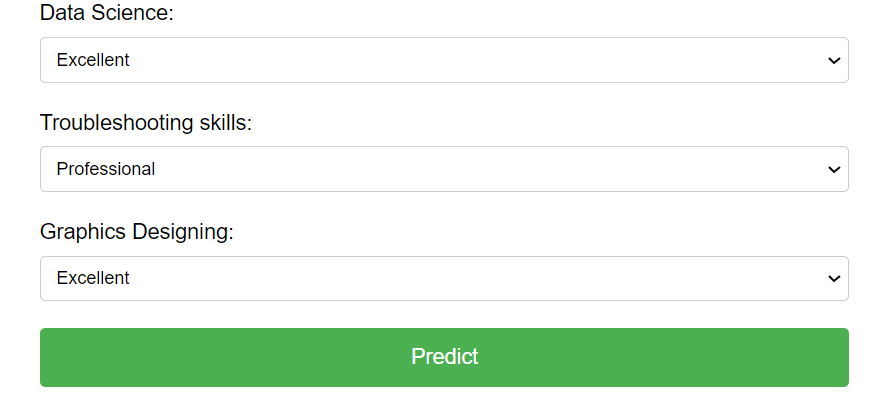 Data Science:
Excellent
Troubleshooting skills:
Professional
Graphics Designing:
Excellent
Predict